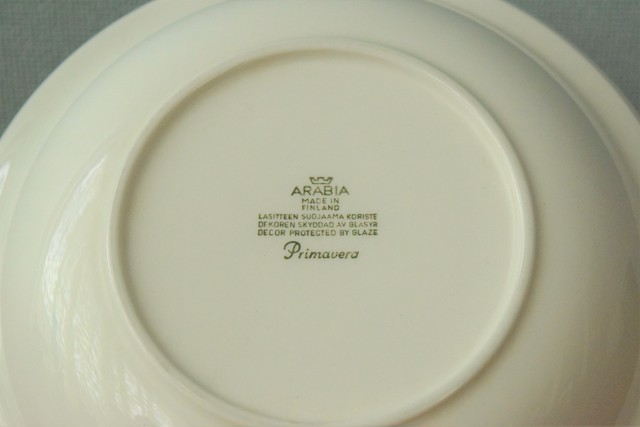 ARABIA
MADE IN
FINLAND
LASITTEEN SUOJAAMA KORISTE
DEKOREN SKYDDAD AV GLASYR
DECOR PROTECTED BY GLAZE
Primavera